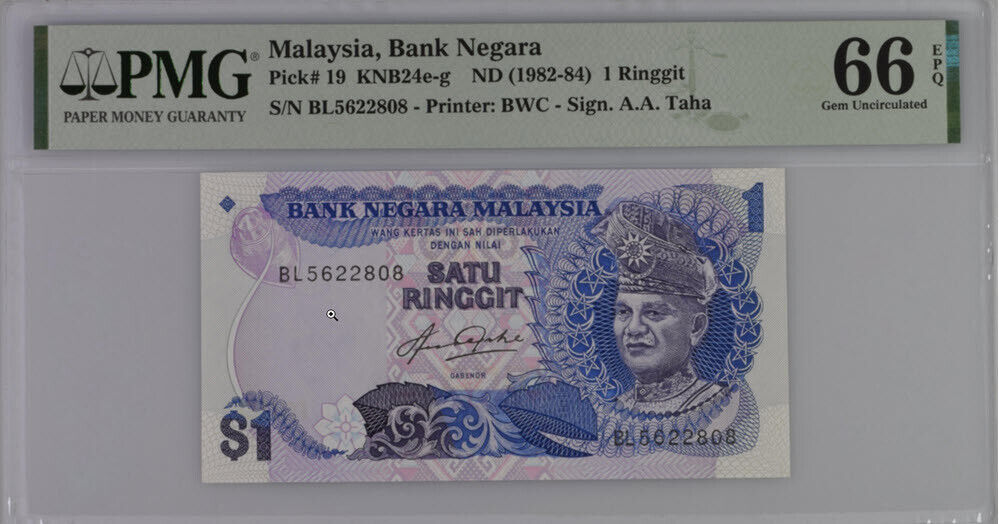 PMG®
PAPER MONEY GUARANTY
Malaysia, Bank Negara
Pick# 19 KNB24e-g ND (1982-84) 1 Ringgit
S/N BL5622808 - Printer: BWC - Sign. A.A. Taha
66 EPQ
Gem Uncirculated
1
BANK NEGARA MALAYSIA
WANG KERTAS INI SAH DIPERLAKUKAN
DENGAN NILAI
BL5622808
SATU
RINGGIT
GABENOR
$1
BL5622808